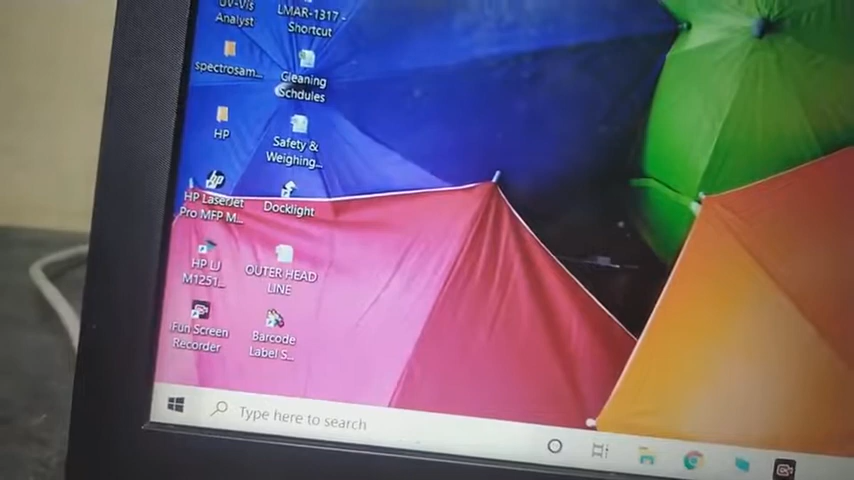 UV-Vis
Analyst
LMAR-1317 -
Shortcut
spectrosam...
Cleaning
Schdules
HP
Safety &
Weighing...
HP LaserJet
Pro MFP M...
Docklight
HP LJ
M1251...
OUTER HEAD
LINE
iFun Screen
Recorder
Barcode
Label S...
Type here to search